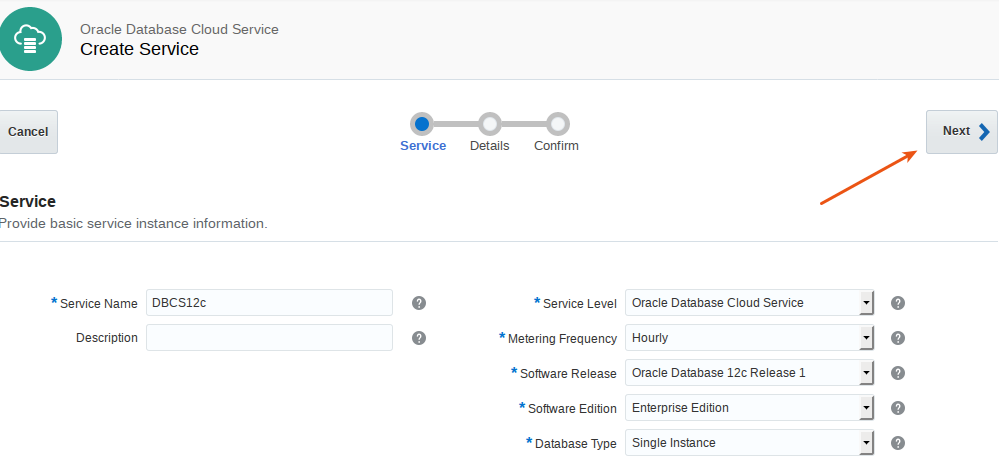 Oracle Database Cloud Service
Create Service
Cancel
Next
Service Details Confirm
Service
Provide basic service instance information.
* Service Name DBCS12c ?
* Service Level Oracle Database Cloud Service ?
Description ?
* Metering Frequency Hourly ?
* Software Release Oracle Database 12c Release 1 ?
* Software Edition Enterprise Edition ?
* Database Type Single Instance ?